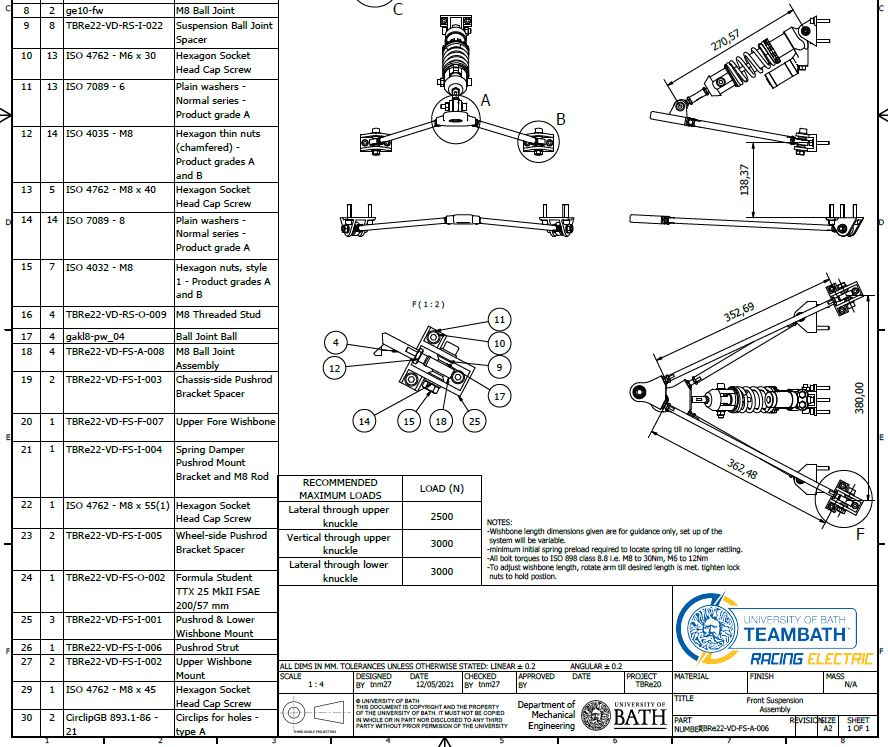 C
8 2 ge10-fw M8 Ball Joint
9 8 TBRe22-VD-RS-I-022 Suspension Ball Joint
Spacer
10 13 ISO 4762 - M6 x 30 Hexagon Socket
Head Cap Screw
11 13 ISO 7089 - 6 Plain washers -
Normal series -
Product grade A
12 14 ISO 4035 - M8 Hexagon thin nuts
(chamfered) -
Product grades A
and B
13 5 ISO 4762 - M8 x 40 Hexagon Socket
Head Cap Screw
14 14 ISO 7089 - 8 Plain washers -
Normal series -
Product grade A
15 7 ISO 4032 - M8 Hexagon nuts, style
1 - Product grades A
and B
16 4 TBRe22-VD-RS-O-009 M8 Threaded Stud
17 4 gakl8-pw_04 Ball Joint Ball
18 4 TBRe22-VD-FS-A-008 M8 Ball Joint
Assembly
19 2 TBRe22-VD-FS-I-003 Chassis-side Pushrod
Bracket Spacer
20 1 TBRe22-VD-FS-F-007 Upper Fore Wishbone
21 1 TBRe22-VD-FS-I-004 Spring Damper
Pushrod Mount
Bracket and M8 Rod
22 1 ISO 4762 - M8 x 55(1) Hexagon Socket
Head Cap Screw
23 2 TBRe22-VD-FS-I-005 Wheel-side Pushrod
Bracket Spacer
24 1 TBRe22-VD-FS-O-002 Formula Student
TTX 25 MkII FSAE
200/57 mm
25 3 TBRe22-VD-FS-I-001 Pushrod & Lower
Wishbone Mount
26 1 TBRe22-VD-FS-I-006 Pushrod Strut
27 2 TBRe22-VD-FS-I-002 Upper Wishbone
Mount
29 1 ISO 4762 - M8 x 45 Hexagon Socket
Head Cap Screw
30 2 CirclipGB 893.1-86 -
21 Circlips for holes -
type A
C
A
B
270,57
138,37
352,69
380,00
362,48
F
F ( 1 : 2 )
11
4
10
12
9
17
14
15
18
25
RECOMMENDED
MAXIMUM LOADS LOAD (N)
Lateral through upper
knuckle 2500
Vertical through upper
knuckle 3000
Lateral through lower
knuckle 3000
NOTES:
-Wishbone length dimensions given are for guidance only, set up of the
system will be variable.
-minimum initial spring preload required to locate spring till no longer rattling.
-All bolt torques to ISO 898 class 8.8 i.e. M8 to 30Nm, M6 to 12Nm
-To adjust wishbone length, rotate arm till desired length is met. tighten lock
nuts to hold postion.
UNIVERSITY OF BATH
TEAMBATH
RACING ELECTRIC
ALL DIMS IN MM. TOLERANCES UNLESS OTHERWISE STATED: LINEAR ± 0.2 ANGULAR ± 0.2
SCALE
1 : 4
DESIGNED
BY tnm27
DATE
12/05/2021
CHECKED
BY tnm27
APPROVED
BY
DATE
PROJECT
TBRe20
MATERIAL
FINISH
MASS
N/A
THIRD ANGLE PROJECTION
© UNIVERSITY OF BATH
THIS DOCUMENT IS COPYRIGHT AND THE PROPERTY OF
THE UNIVERSITY OF BATH. IT MUST NOT BE COPIED
IN WHOLE OR IN PART NOR DISCLOSED TO ANY THIRD
PARTY WITHOUT PRIOR PERMISSION OF THE UNIVERSITY
Department of
Mechanical
Engineering
UNIVERSITY OF
BATH
TITLE
Front Suspension
Assembly
PART
NUMBER TBRe22-VD-FS-A-006
REVISION
SIZE
A2
SHEET
1 OF 1
C
D
D
E
E
F
F
1 2 3 4 5 6 7 8